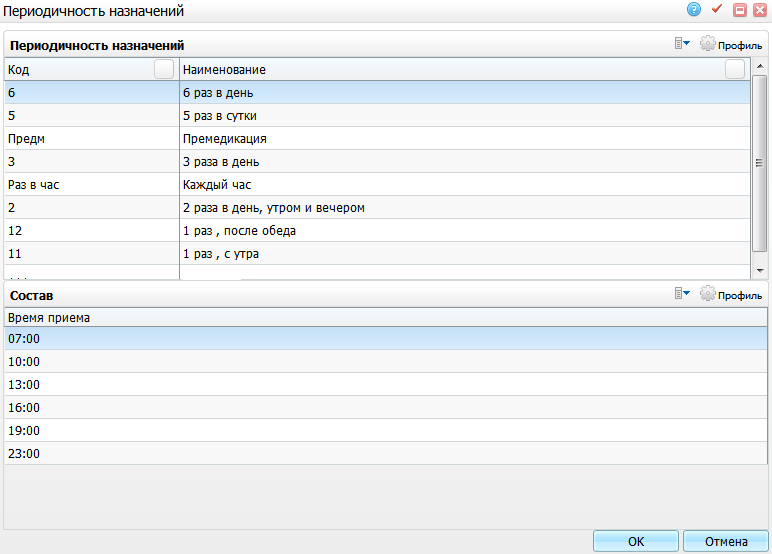 Периодичность назначений
Периодичность назначений Профиль
Код Наименование
6 6 раз в день
5 5 раз в сутки
Предм Премедикация
3 3 раза в день
Раз в час Каждый час
2 2 раза в день, утром и вечером
12 1 раз , после обеда
11 1 раз , с утра
Состав Профиль
Время приема
07:00
10:00
13:00
16:00
19:00
23:00
ОК Отмена